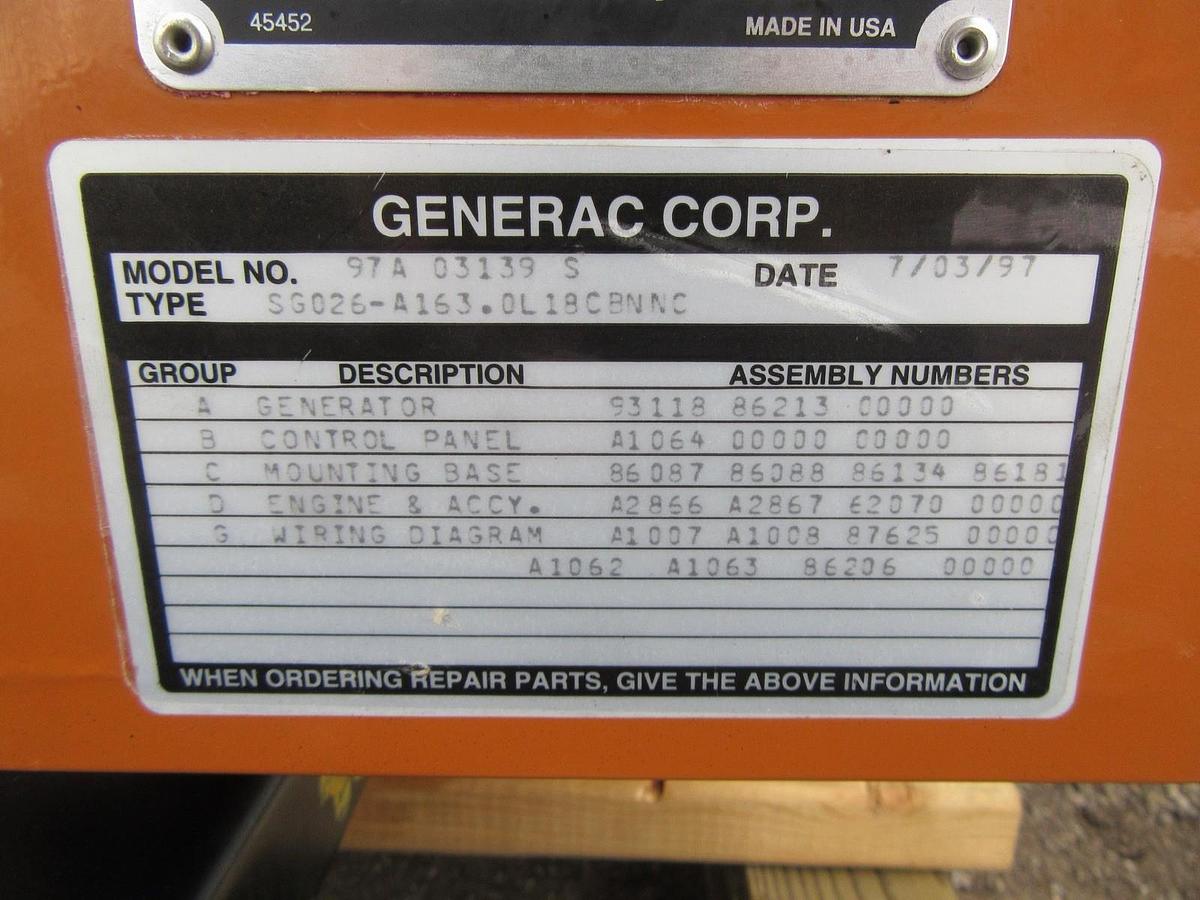 45452 MADE IN USA
GENERAC CORP.
MODEL NO. 97A 03139 S DATE 7/03/97
TYPE SG026-A163.0L18CBNNC
GROUP DESCRIPTION ASSEMBLY NUMBERS
A GENERATOR 93118 86213 00000
B CONTROL PANEL A1064 00000 00000
C MOUNTING BASE 86087 86088 86134 86181
D ENGINE & ACCY. A2866 A2867 62070 00000
G WIRING DIAGRAM A1007 A1008 87625 00000
A1062 A1063 86206 00000
WHEN ORDERING REPAIR PARTS, GIVE THE ABOVE INFORMATION